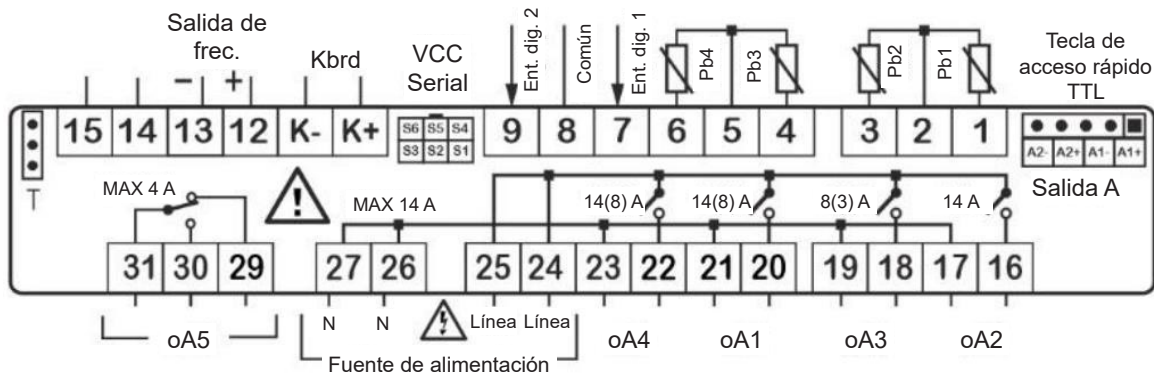 Salida de
frec.
Kbrd
VCC
Serial
Ent. dig. 2
Común
Ent. dig. 1
Pb4
Pb3
Pb2
Pb1
Tecla de
acceso rápido
TTL
− +
15 14 13 12 K- K+
S6 S5 S4
S3 S2 S1
9 8 7 6 5 4
3 2 1
A2- A2+ A1- A1+
Salida A
T
MAX 4 A
!
MAX 14 A
14(8) A
14(8) A
8(3) A
14 A
31 30 29
27 26
25 24 23 22 21 20
19 18 17 16
N N
Línea Línea
oA5
Fuente de alimentación
oA4
oA1
oA3
oA2